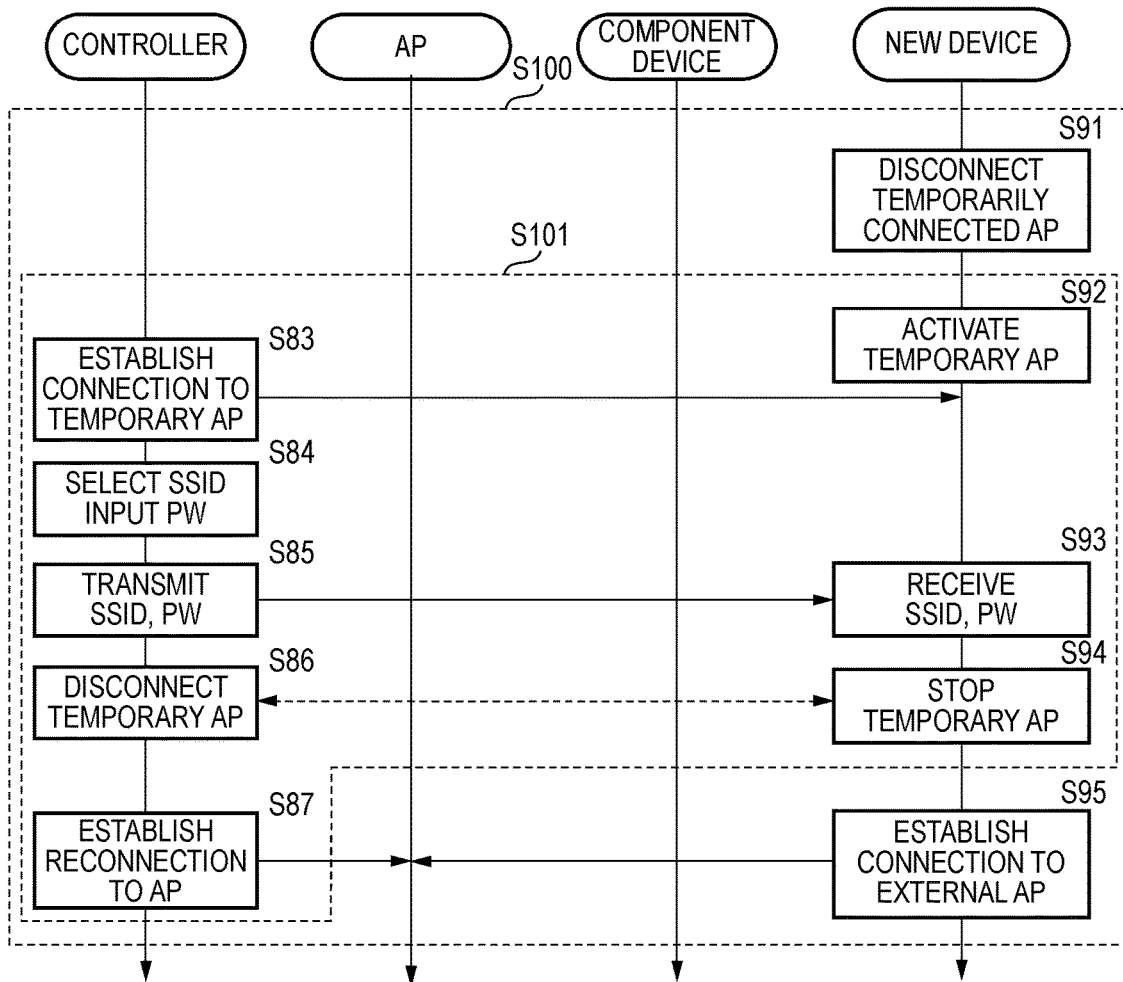 CONTROLLER
AP
COMPONENT
DEVICE
NEW DEVICE
S100
S91
DISCONNECT
TEMPORARILY
CONNECTED AP
S101
S92
ACTIVATE
TEMPORARY AP
S83
ESTABLISH
CONNECTION TO
TEMPORARY AP
S84
SELECT SSID
INPUT PW
S85
TRANSMIT
SSID, PW
S93
RECEIVE
SSID, PW
S86
DISCONNECT
TEMPORARY AP
S94
STOP
TEMPORARY AP
S87
ESTABLISH
RECONNECTION
TO AP
S95
ESTABLISH
CONNECTION TO
EXTERNAL AP